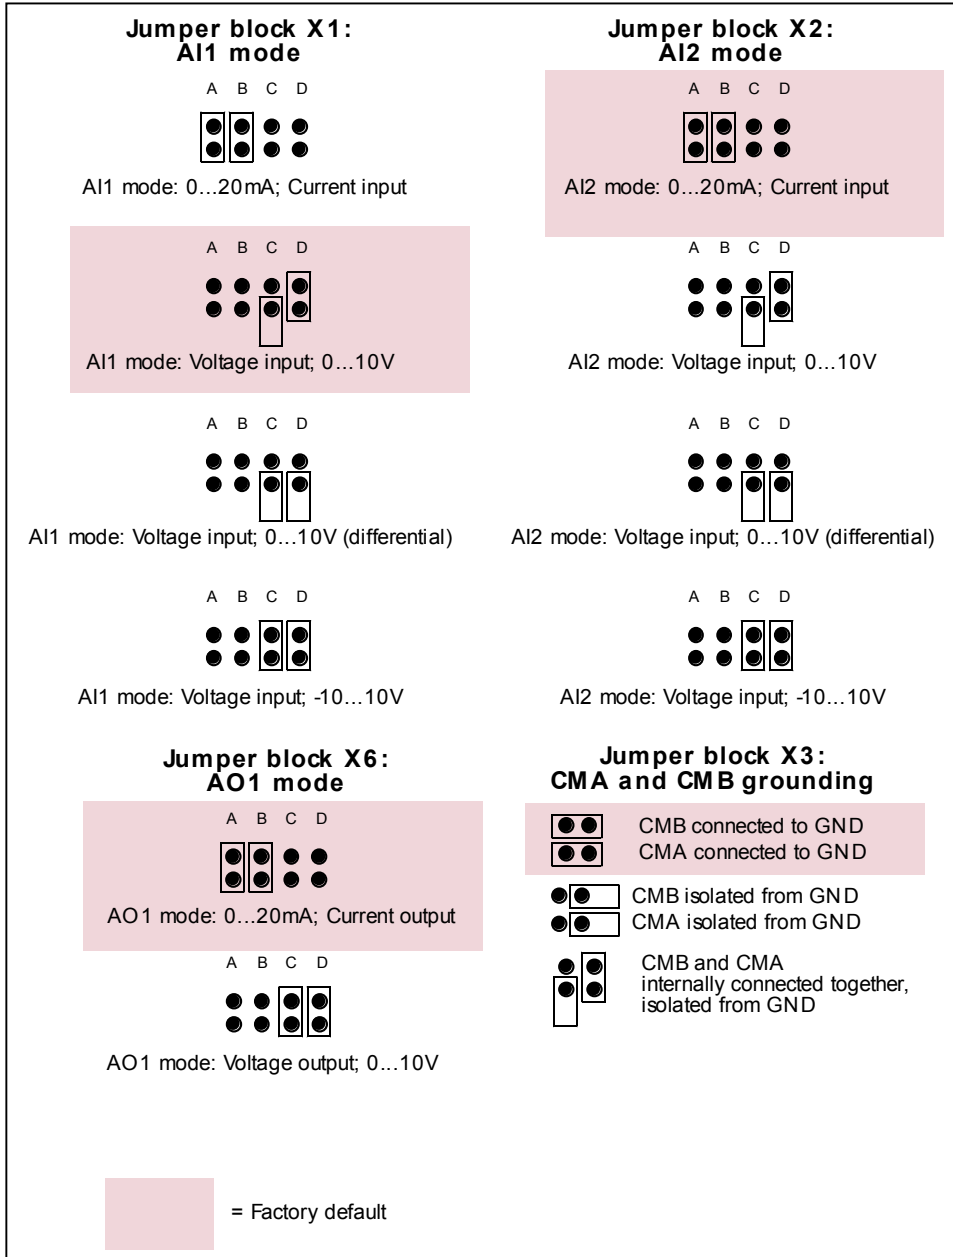 Jumper block X1:
AI1 mode
A B C D
AI1 mode: 0...20mA; Current input
A B C D
AI1 mode: Voltage input; 0...10V
A B C D
AI1 mode: Voltage input; 0...10V (differential)
A B C D
AI1 mode: Voltage input; -10...10V
Jumper block X2:
AI2 mode
A B C D
AI2 mode: 0...20mA; Current input
A B C D
AI2 mode: Voltage input; 0...10V
A B C D
AI2 mode: Voltage input; 0...10V (differential)
A B C D
AI2 mode: Voltage input; -10...10V
Jumper block X6:
AO1 mode
A B C D
AO1 mode: 0...20mA; Current output
A B C D
AO1 mode: Voltage output; 0...10V
Jumper block X3:
CMA and CMB grounding
CMB connected to GND
CMA connected to GND
CMB isolated from GND
CMA isolated from GND
CMB and CMA
internally connected together,
isolated from GND
= Factory default